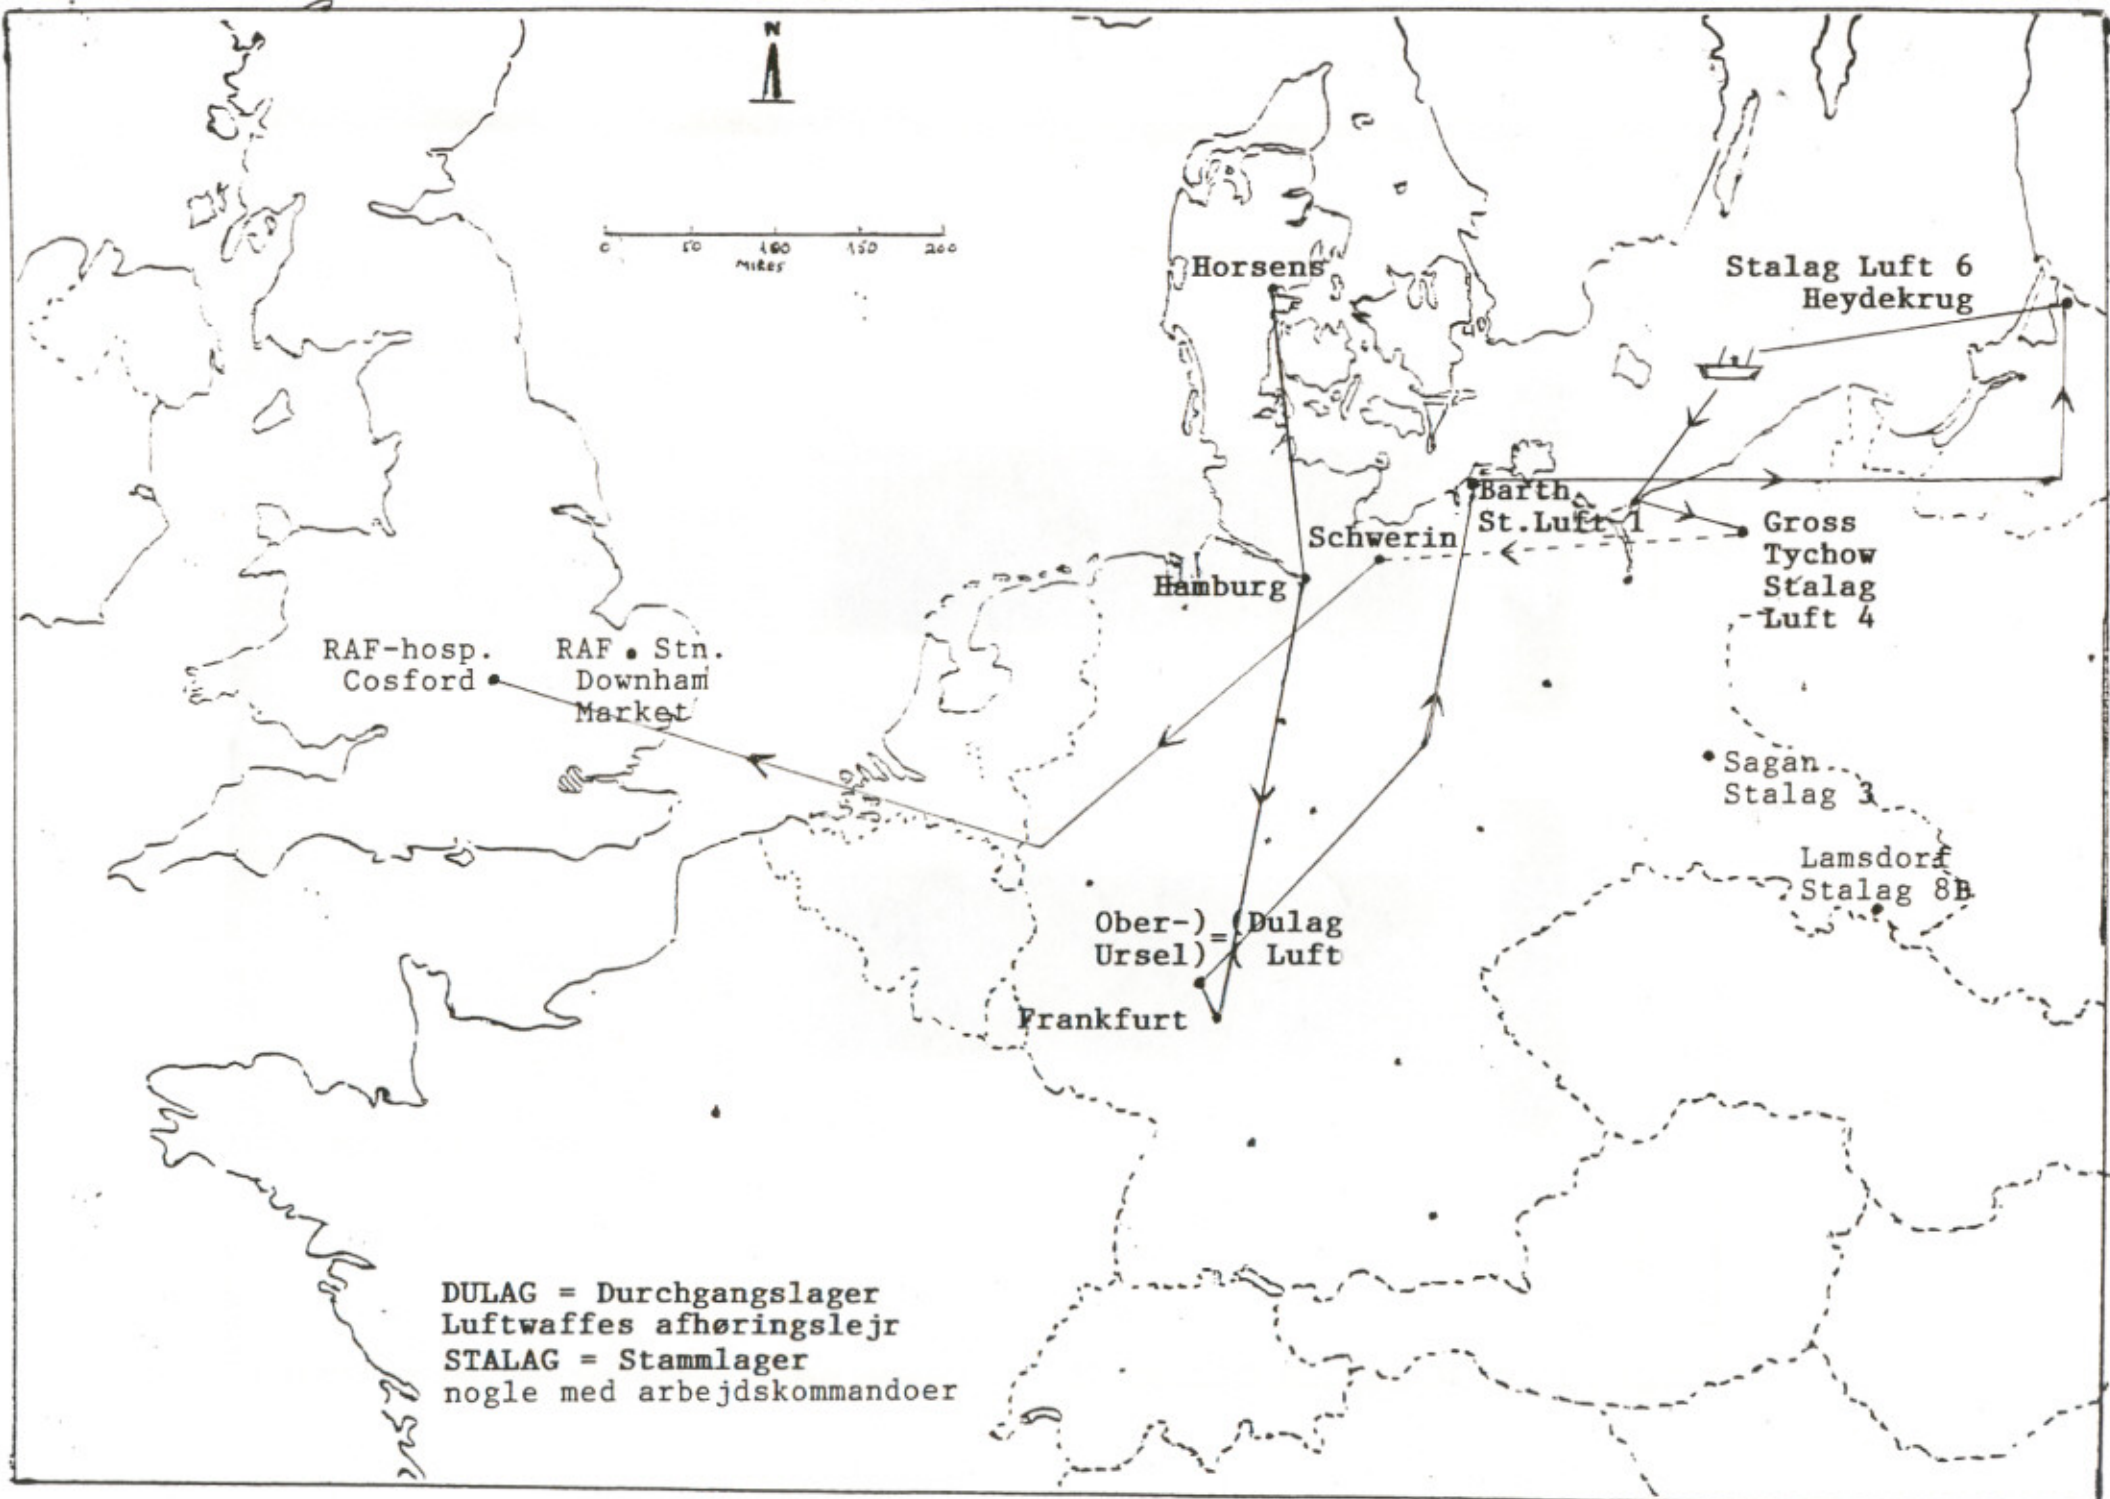 N
0 50 100 150 200
MILES
Horsens
Stalag Luft 6
Heydekrug
Barth
St.Luft 1
Schwerin
Hamburg
Gross
Tychow
Stalag
Luft 4
RAF-hosp.
Cosford
RAF Stn.
Downham
Market
Sagan
Stalag 3
Lamsdorf
Stalag 8B
Ober-) = (Dulag
Ursel) ( Luft
Frankfurt
DULAG = Durchgangslager
Luftwaffes afhøringslejr
STALAG = Stammlager
nogle med arbejdskommandoer